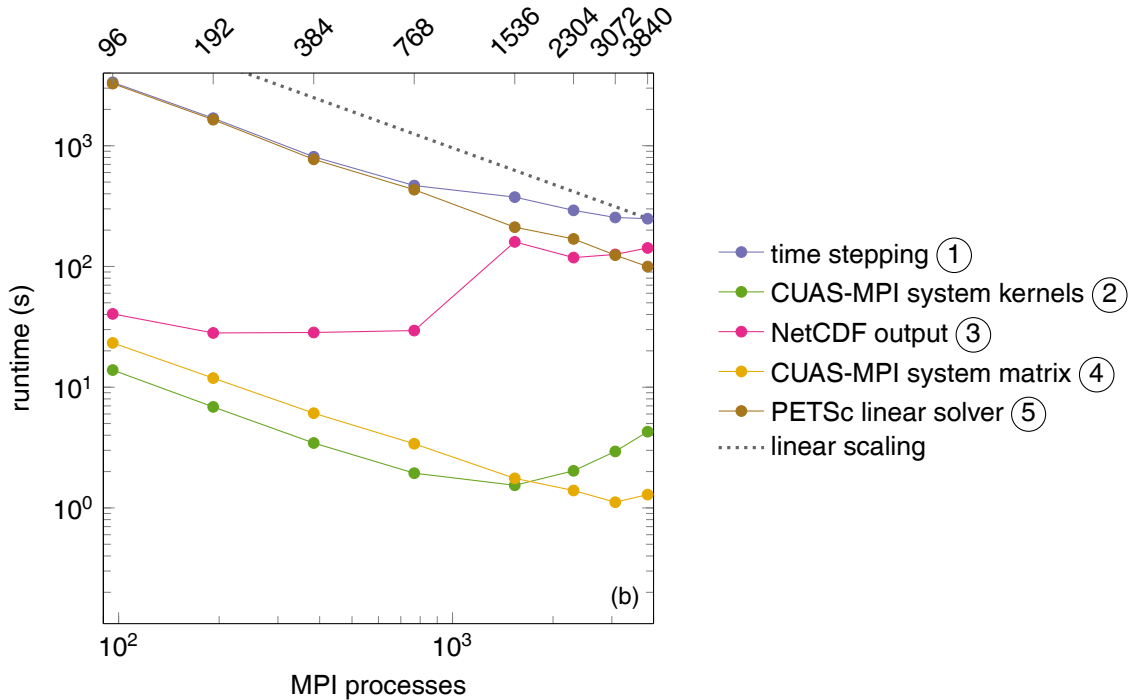 96 192 384 768 1536 2304 3072 3840
10^3
10^2
10^1
10^0
runtime (s)
(b)
10^2 10^3
MPI processes
time stepping ①
CUAS-MPI system kernels ②
NetCDF output ③
CUAS-MPI system matrix ④
PETSc linear solver ⑤
linear scaling